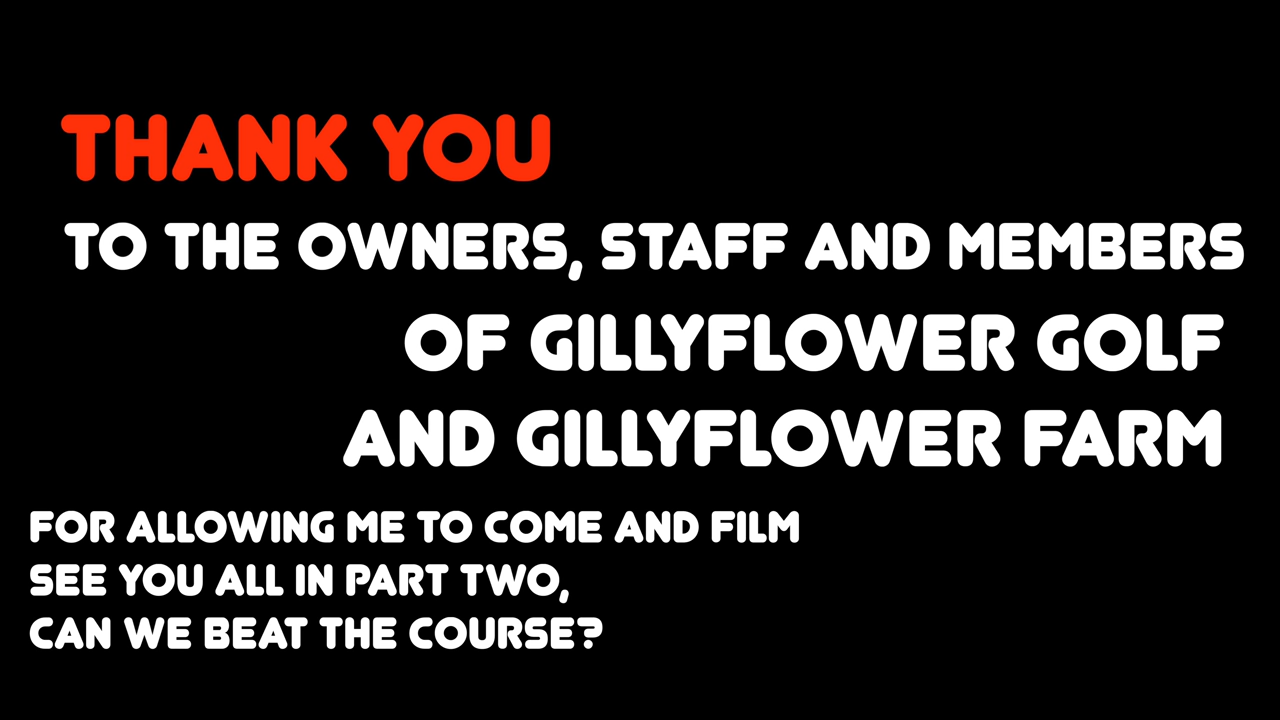 THANK YOU
TO THE OWNERS, STAFF AND MEMBERS
OF GILLYFLOWER GOLF
AND GILLYFLOWER FARM
FOR ALLOWING ME TO COME AND FILM
SEE YOU ALL IN PART TWO,
CAN WE BEAT THE COURSE?